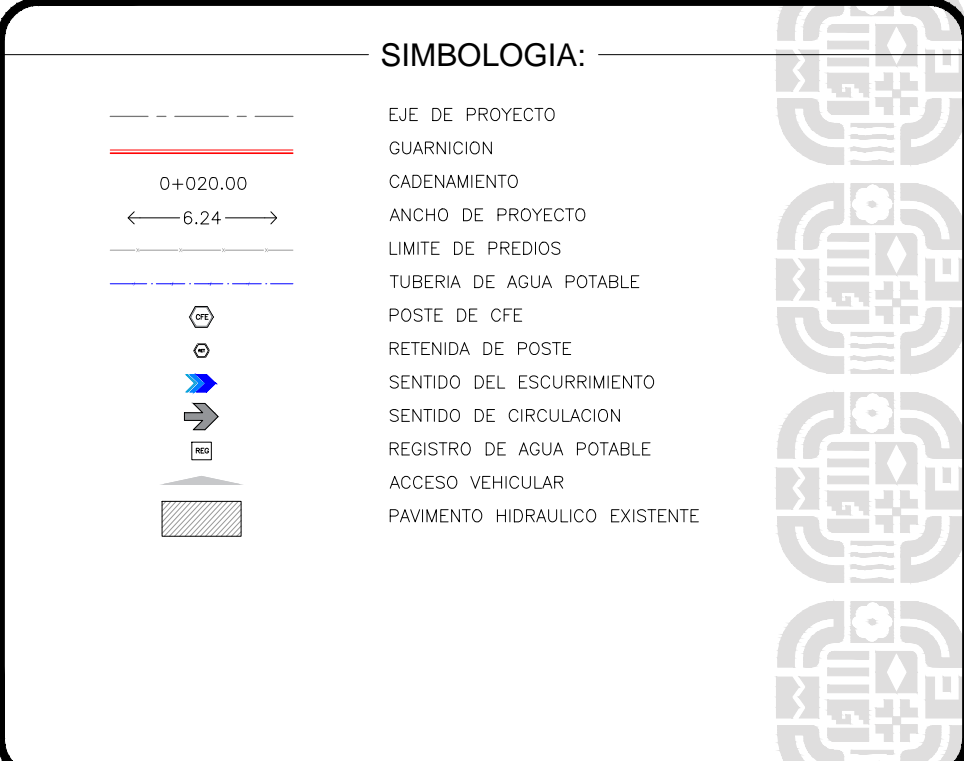 SIMBOLOGIA:
EJE DE PROYECTO
GUARNICION
0+020.00 CADENAMIENTO
6.24 ANCHO DE PROYECTO
LIMITE DE PREDIOS
TUBERIA DE AGUA POTABLE
CFE POSTE DE CFE
RET RETENIDA DE POSTE
SENTIDO DEL ESCURRIMIENTO
SENTIDO DE CIRCULACION
REG REGISTRO DE AGUA POTABLE
ACCESO VEHICULAR
PAVIMENTO HIDRAULICO EXISTENTE